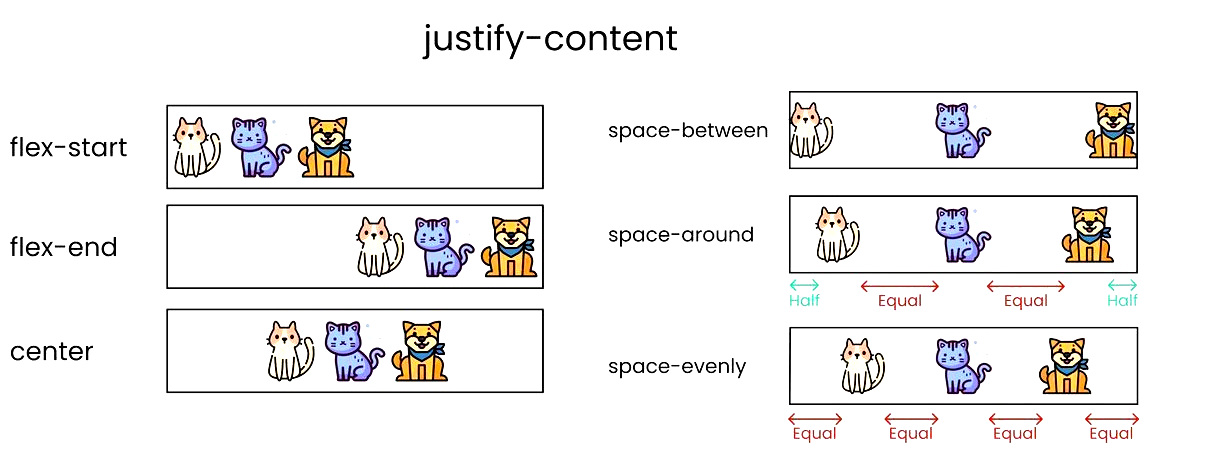 justify-content
flex-start
flex-end
center
space-between
space-around
Half
Equal
Equal
Half
space-evenly
Equal
Equal
Equal
Equal